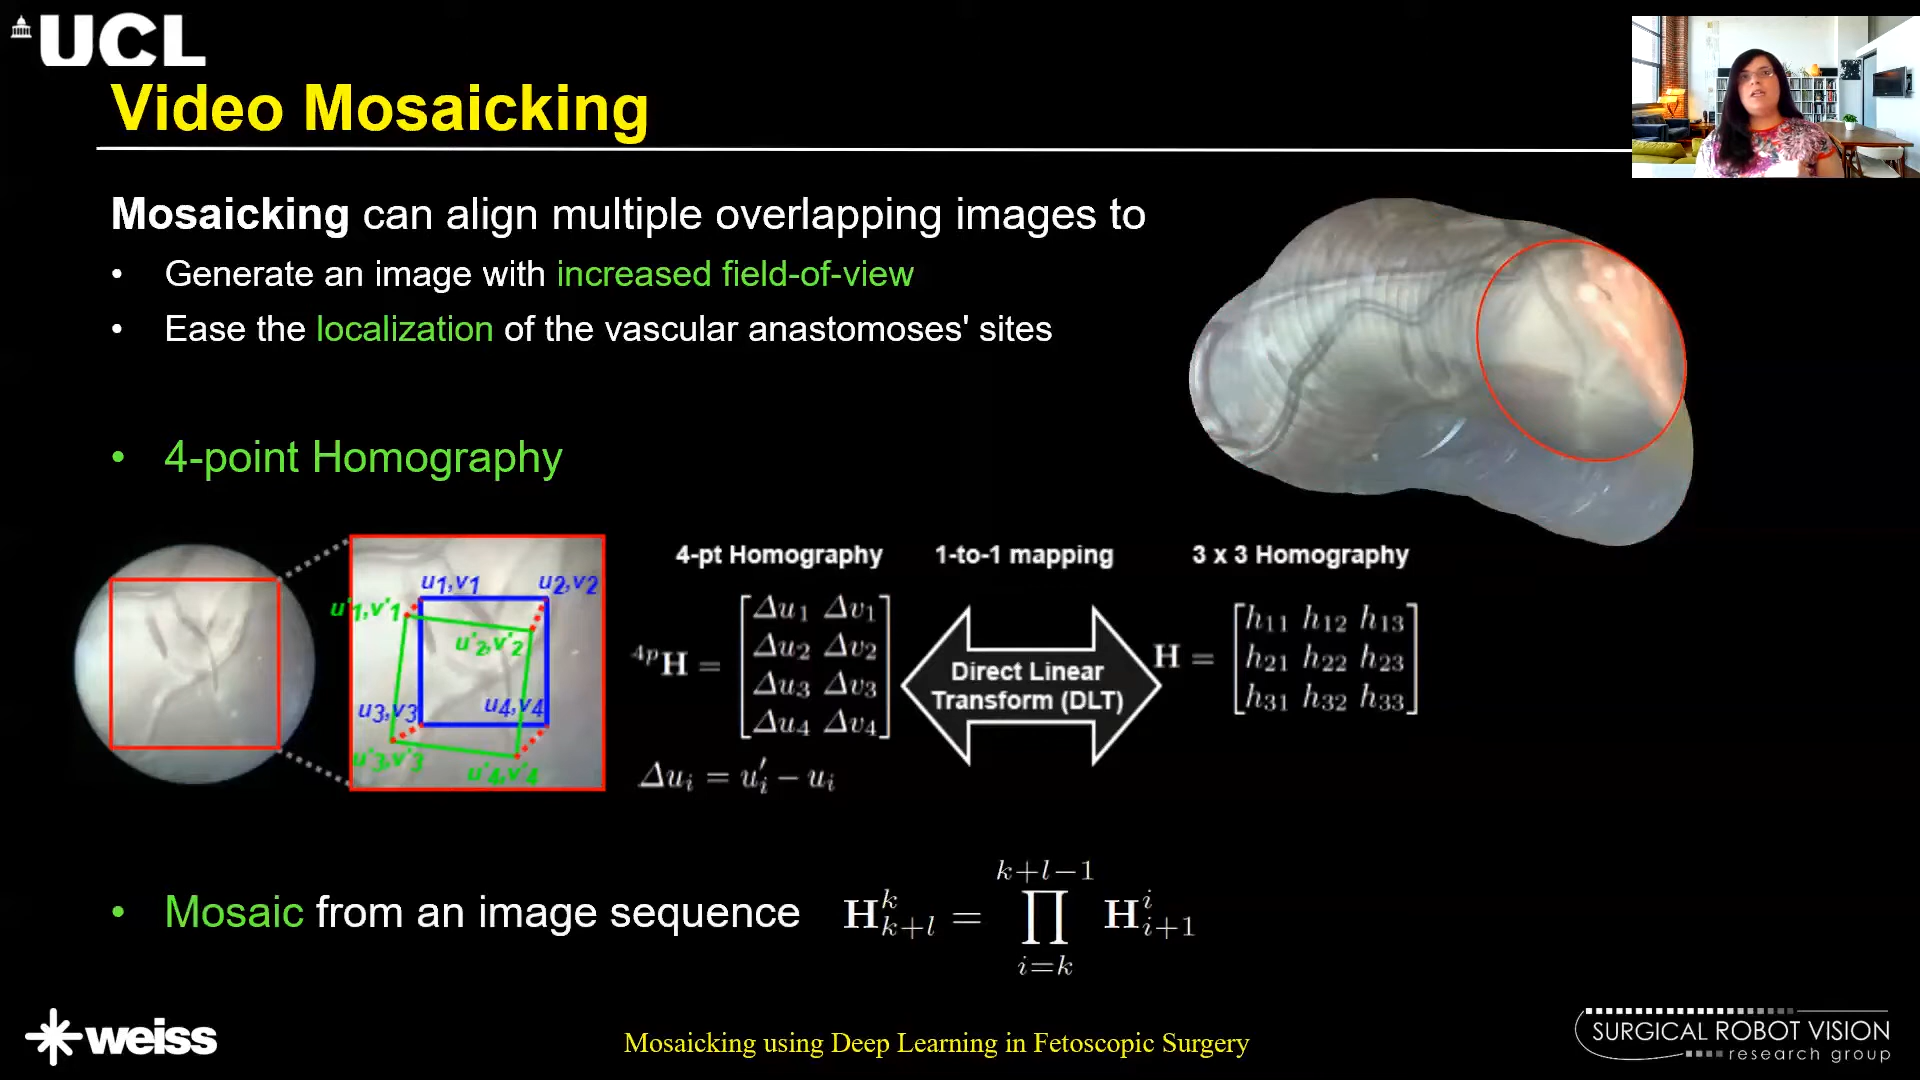 UCL
Video Mosaicking
Mosaicking can align multiple overlapping images to
• Generate an image with increased field-of-view
• Ease the localization of the vascular anastomoses' sites
• 4-point Homography
u1,v1
u2,v2
u'1,v'1
u'2,v'2
u3,v3
u4,v4
u'3,v'3
u'4,v'4
4-pt Homography
4pH =
Δu1 Δv1
Δu2 Δv2
Δu3 Δv3
Δu4 Δv4
Δui = u′i − ui
1-to-1 mapping
Direct Linear
Transform (DLT)
3 x 3 Homography
H =
h11 h12 h13
h21 h22 h23
h31 h32 h33
• Mosaic from an image sequence
H^k_{k+l} = ∏_{i=k}^{k+l−1} H^i_{i+1}
weiss
Mosaicking using Deep Learning in Fetoscopic Surgery
SURGICAL ROBOT VISION
research group